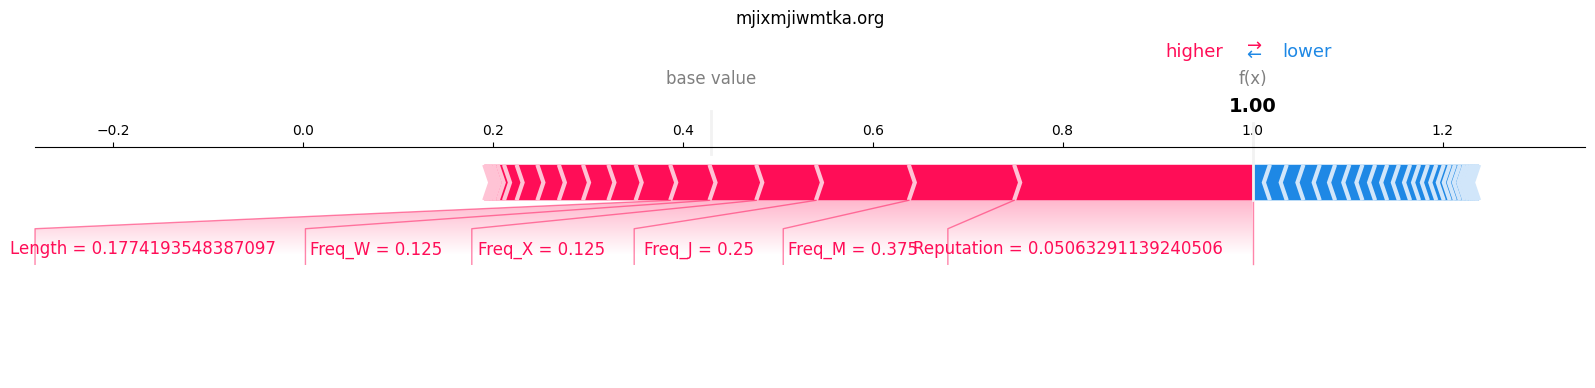 mjixmjiwmtka.org
higher ⇄ lower
base value f(x)
1.00
−0.2 0.0 0.2 0.4 0.6 0.8 1.0 1.2
Length = 0.1774193548387097 Freq_W = 0.125 Freq_X = 0.125 Freq_J = 0.25 Freq_M = 0.375 Reputation = 0.05063291139240506